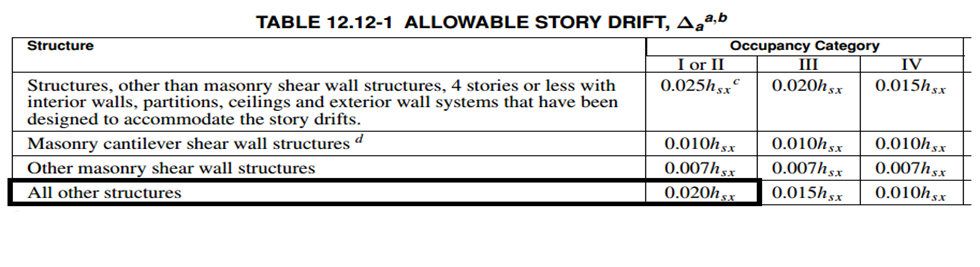 TABLE 12.12-1 ALLOWABLE STORY DRIFT, Δₐᵃ,ᵇ
Structure
Occupancy Category
I or II III IV
Structures, other than masonry shear wall structures, 4 stories or less with
interior walls, partitions, ceilings and exterior wall systems that have been
designed to accommodate the story drifts.
0.025hsx c 0.020hsx 0.015hsx
Masonry cantilever shear wall structures d 0.010hsx 0.010hsx 0.010hsx
Other masonry shear wall structures 0.007hsx 0.007hsx 0.007hsx
All other structures 0.020hsx 0.015hsx 0.010hsx